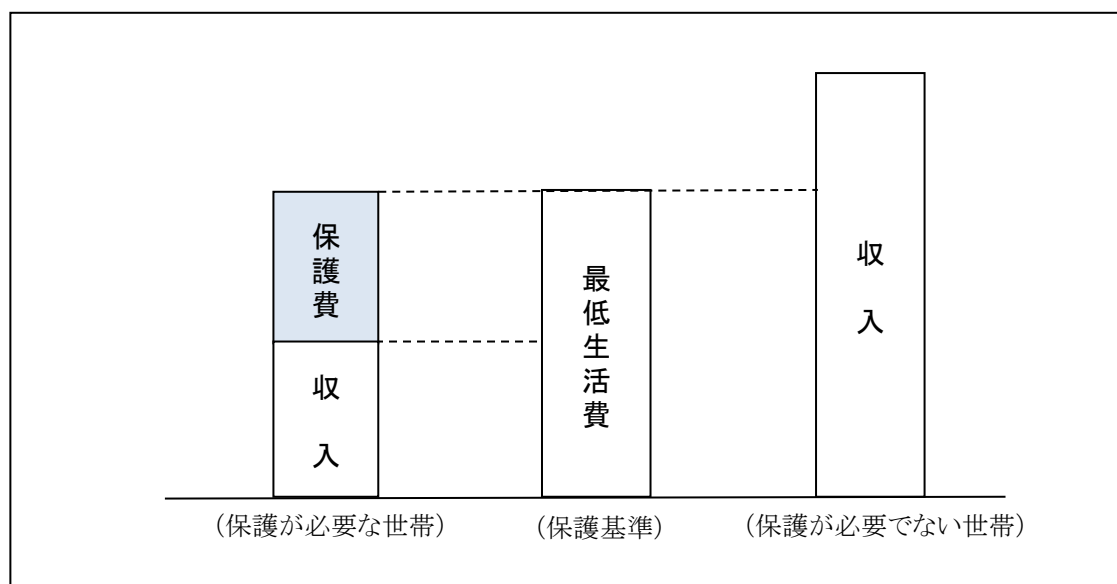 保護費
収入
最低生活費
収入
（保護が必要な世帯）
（保護基準）
（保護が必要でない世帯）